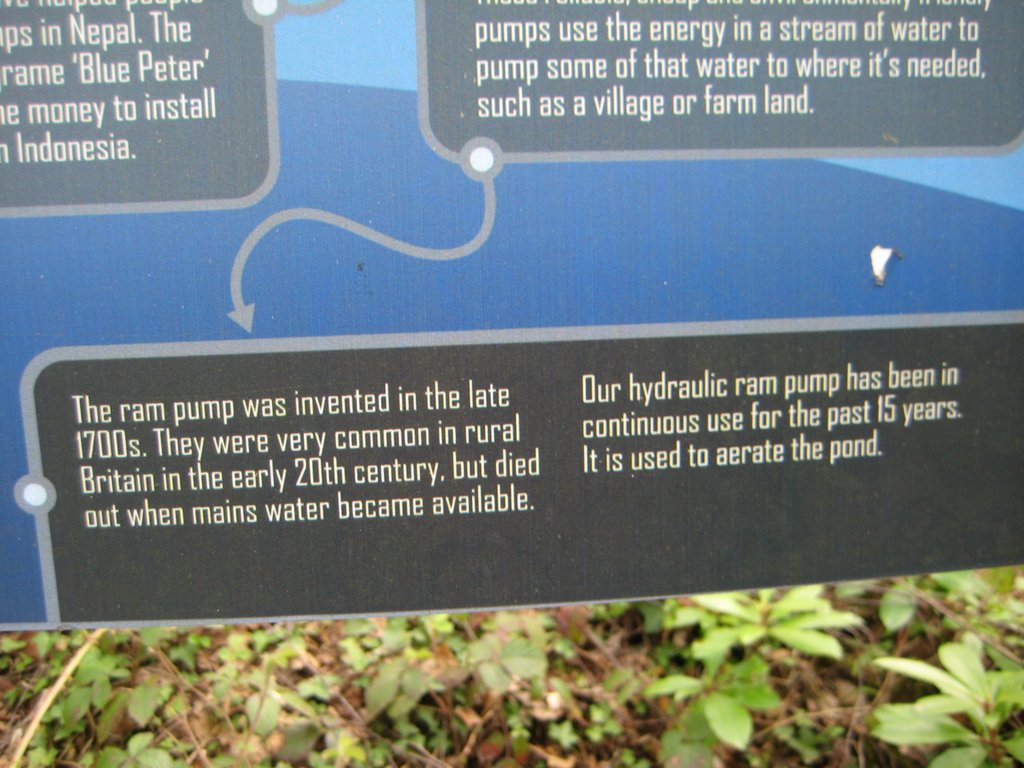 ps in Nepal. The
rame 'Blue Peter'
e money to install
Indonesia.
pumps use the energy in a stream of water to
pump some of that water to where it's needed,
such as a village or farm land.
The ram pump was invented in the late
1700s. They were very common in rural
Britain in the early 20th century, but died
out when mains water became available.
Our hydraulic ram pump has been in
continuous use for the past 15 years.
It is used to aerate the pond.